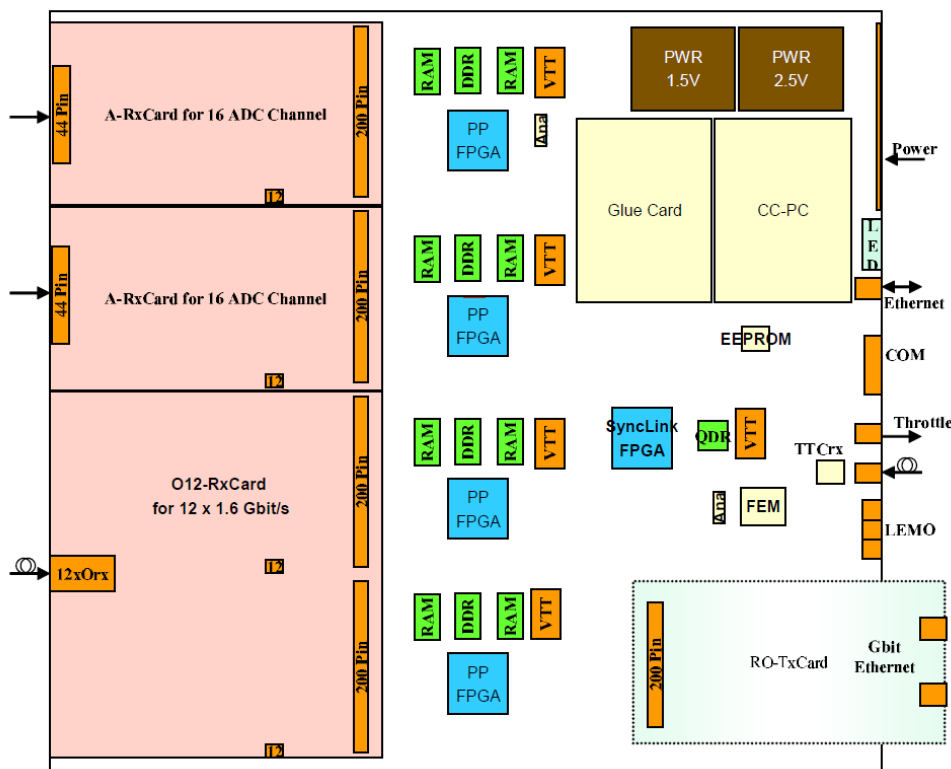 44 Pin
A-RxCard for 16 ADC Channel
200 Pin
12
RAM
DDR
RAM
VTT
PP
FPGA
Ana
PWR
1.5V
PWR
2.5V
Glue Card
CC-PC
Power
LED
Ethernet
44 Pin
A-RxCard for 16 ADC Channel
200 Pin
12
RAM
DDR
RAM
VTT
PP
FPGA
EEPROM
COM
O12-RxCard
for 12 x 1.6 Gbit/s
200 Pin
12
12xOrx
RAM
DDR
RAM
VTT
PP
FPGA
SyncLink
FPGA
QDR
VTT
Throttle
TTCrx
Ana
FEM
LEMO
200 Pin
12
RAM
DDR
RAM
VTT
PP
FPGA
200 Pin
RO-TxCard
Gbit
Ethernet